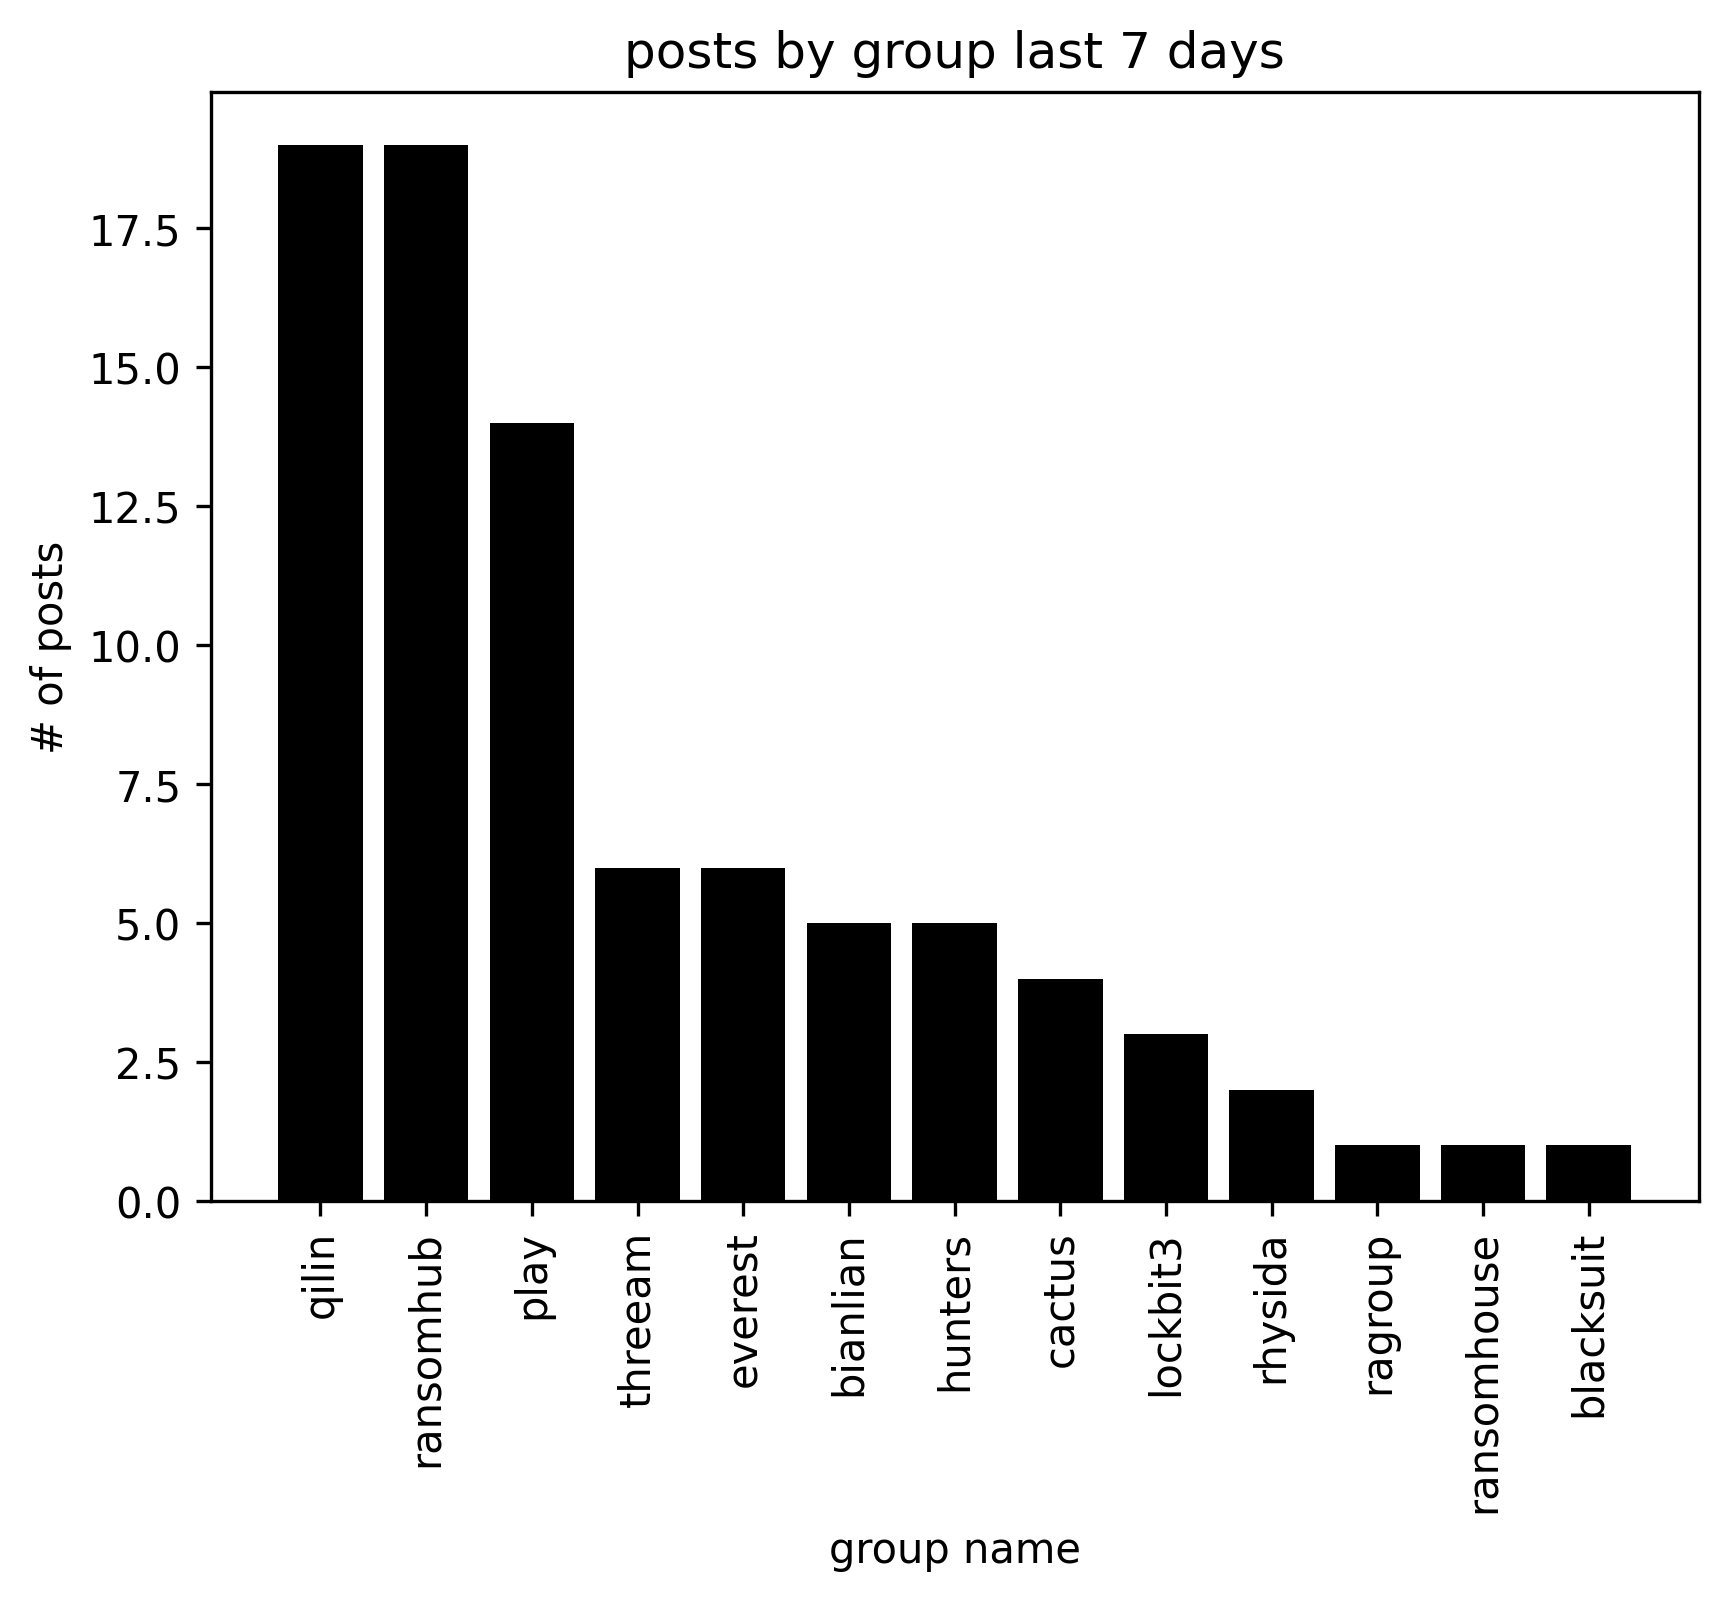 posts by group last 7 days
# of posts
17.5
15.0
12.5
10.0
7.5
5.0
2.5
0.0
qilin
ransomhub
play
threeam
everest
bianlian
hunters
cactus
lockbit3
rhysida
ragroup
ransomhouse
blacksuit
group name